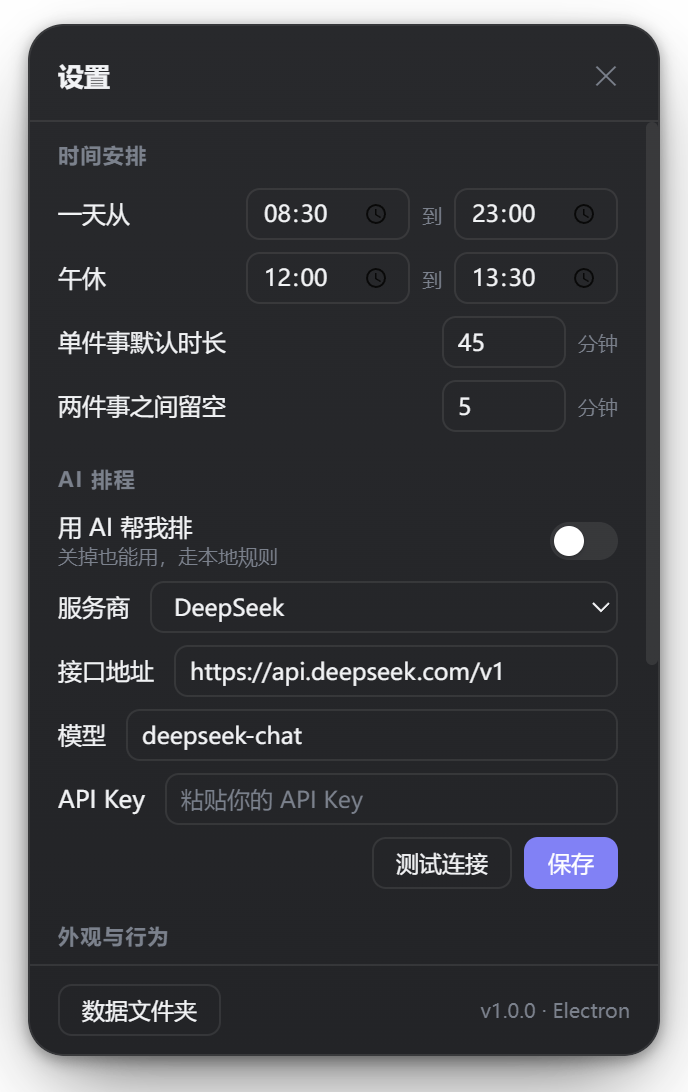 设置
时间安排
一天从 08:30 到 23:00
午休 12:00 到 13:30
单件事默认时长 45 分钟
两件事之间留空 5 分钟
AI 排程
用 AI 帮我排
关掉也能用，走本地规则
服务商 DeepSeek
接口地址 https://api.deepseek.com/v1
模型 deepseek-chat
API Key 粘贴你的 API Key
测试连接 保存
外观与行为
数据文件夹 v1.0.0 · Electron